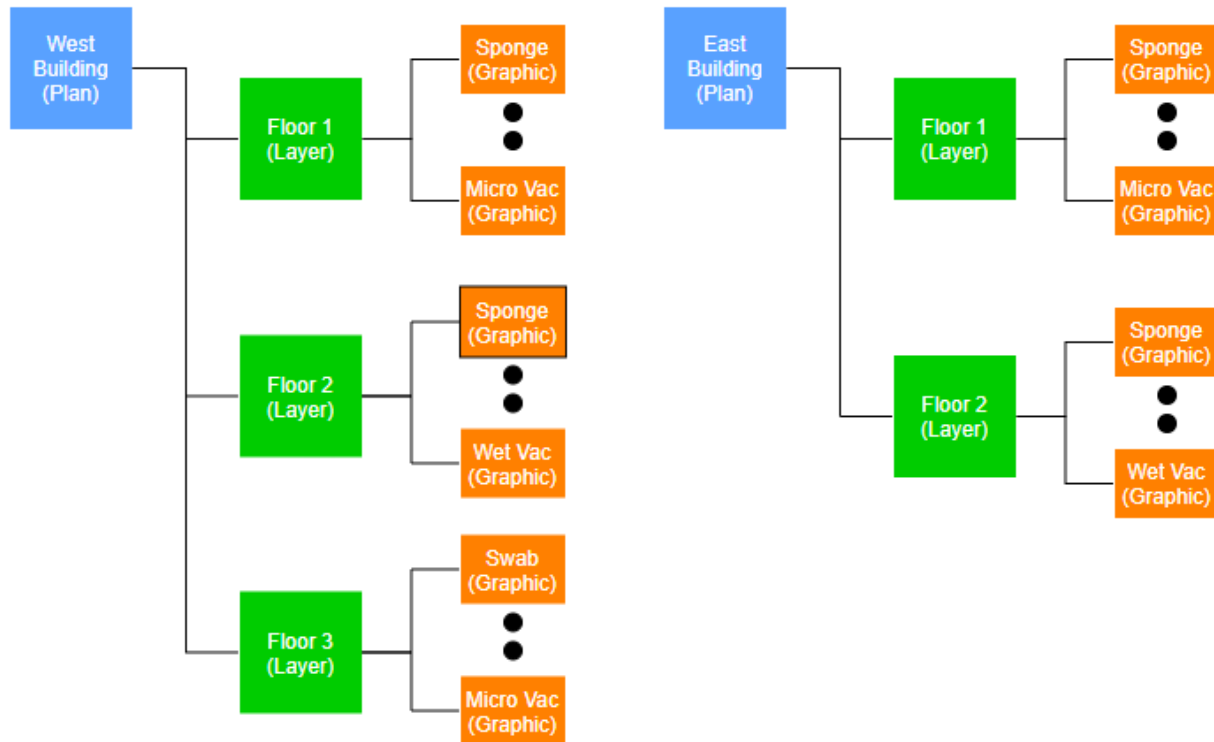 West
Building
(Plan)
Floor 1
(Layer)
Sponge
(Graphic)
Micro Vac
(Graphic)
Floor 2
(Layer)
Sponge
(Graphic)
Wet Vac
(Graphic)
Floor 3
(Layer)
Swab
(Graphic)
Micro Vac
(Graphic)
East
Building
(Plan)
Floor 1
(Layer)
Sponge
(Graphic)
Micro Vac
(Graphic)
Floor 2
(Layer)
Sponge
(Graphic)
Wet Vac
(Graphic)